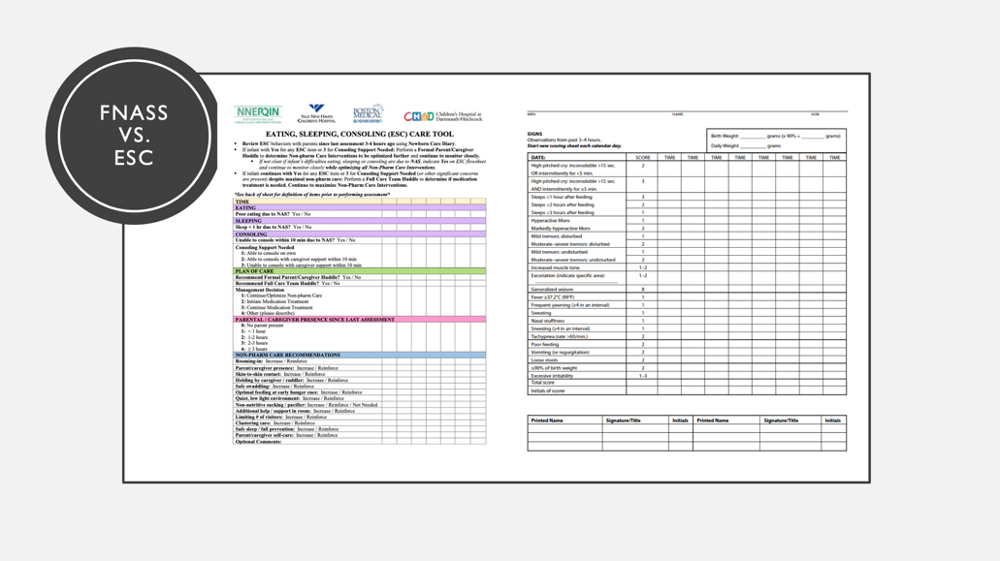 FNASS
VS.
ESC
NNEPQIN
YALE-NEW HAVEN
CHILDREN'S HOSPITAL
BOSTON
MEDICAL
CHaD Children's Hospital at
Dartmouth-Hitchcock
EATING, SLEEPING, CONSOLING (ESC) CARE TOOL
• Review ESC behaviors with parents since last assessment 3-4 hours ago using Newborn Care Diary.
• If infant with Yes for any ESC item or 3 for Consoling Support Needed: Perform a Formal Parent/Caregiver
Huddle to determine Non-pharm Care Interventions to be optimized further and continue to monitor closely.
• If not clear if infant's difficulties eating, sleeping or consoling are due to NAS, indicate Yes on ESC flowsheet
and continue to monitor closely while optimizing all Non-Pharm Care Interventions.
• If infant continues with Yes for any ESC item or 3 for Consoling Support Needed (or other significant concerns
are present) despite maximal non-pharm care: Perform a Full Care Team Huddle to determine if medication
treatment is needed. Continue to maximize Non-Pharm Care Interventions.
*See back of sheet for definition of items prior to performing assessment*
TIME
EATING
Poor eating due to NAS? Yes / No
SLEEPING
Sleep < 1 hr due to NAS? Yes / No
CONSOLING
Unable to console within 10 min due to NAS? Yes / No
Consoling Support Needed
1: Able to console on own
2: Able to console with caregiver support within 10 min
3: Unable to console with caregiver support within 10 min
PLAN OF CARE
Recommend Formal Parent/Caregiver Huddle? Yes / No
Recommend Full Care Team Huddle? Yes / No
Management Decision
1: Continue/Optimize Non-pharm Care
2: Initiate Medication Treatment
3: Continue Medication Treatment
4: Other (please describe)
PARENTAL / CAREGIVER PRESENCE SINCE LAST ASSESSMENT
0: No parent present
1: < 1 hour
2: 1-2 hours
3: 2-3 hours
4: ≥ 3 hours
NON-PHARM CARE RECOMMENDATIONS
Rooming-in: Increase / Reinforce
Parent/caregiver presence: Increase / Reinforce
Skin-to-skin contact: Increase / Reinforce
Holding by caregiver / cuddler: Increase / Reinforce
Safe swaddling: Increase / Reinforce
Optimal feeding at early hunger cues: Increase / Reinforce
Quiet, low light environment: Increase / Reinforce
Non-nutritive sucking / pacifier: Increase / Reinforce / Not Needed
Additional help / support in room: Increase / Reinforce
Limiting # of visitors: Increase / Reinforce
Clustering care: Increase / Reinforce
Safe sleep / fall prevention: Increase / Reinforce
Parent/caregiver self-care: Increase / Reinforce
Optional Comments:
MRN NAME DOB
SIGNS
Observations from past 3–4 hours.
Start new scoring sheet each calendar day.
Birth Weight: ________ grams (x 90% = ________ grams)
Daily Weight: ________ grams
DATE: SCORE TIME TIME TIME TIME TIME TIME TIME TIME
High pitched cry: inconsolable >15 sec. 2
OR intermittently for <5 min.
High pitched cry: inconsolable >15 sec. 3
AND intermittently for ≥5 min.
Sleeps <1 hour after feeding 3
Sleeps <2 hours after feeding 2
Sleeps <3 hours after feeding 1
Hyperactive Moro 1
Markedly hyperactive Moro 2
Mild tremors: disturbed 1
Moderate–severe tremors; disturbed 2
Mild tremors: undisturbed 1
Moderate–severe tremors; undisturbed 2
Increased muscle tone 1–2
Excoriation (indicate specific area): 1–2
________
Generalized seizure 8
Fever ≥37.2°C (99°F) 1
Frequent yawning (≥4 in an interval) 1
Sweating 1
Nasal stuffiness 1
Sneezing (≥4 in an interval) 1
Tachypnea (rate >60/min.) 2
Poor feeding 2
Vomiting (or regurgitation) 2
Loose stools 2
≤90% of birth weight 2
Excessive irritability 1–3
Total score
Initials of scorer
Printed Name Signature/Title Initials Printed Name Signature/Title Initials